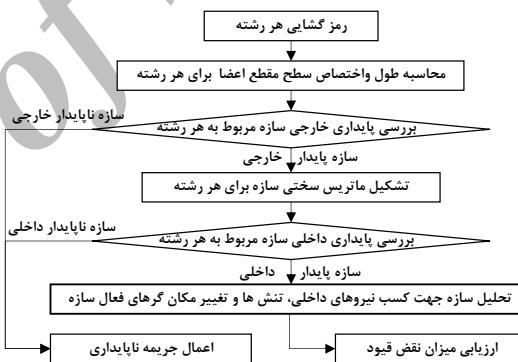 of
رمز گشایی هر رشته
محاسبه طول واختصاص سطح مقطع اعضا برای هر رشته
سازه ناپایدار خارجی
بررسی پایداری خارجی سازه مربوط به هر رشته
سازه پایدار خارجی
تشکیل ماتریس سختی سازه برای هر رشته
سازه ناپایدار داخلی
بررسی پایداری داخلی سازه مربوط به هر رشته
سازه پایدار داخلی
تحلیل سازه جهت کسب نیروهای داخلی، تنش ها و تغییر مکان گرهای فعال سازه
ارزیابی میزان نقض قیود
اعمال جریمه ناپایداری